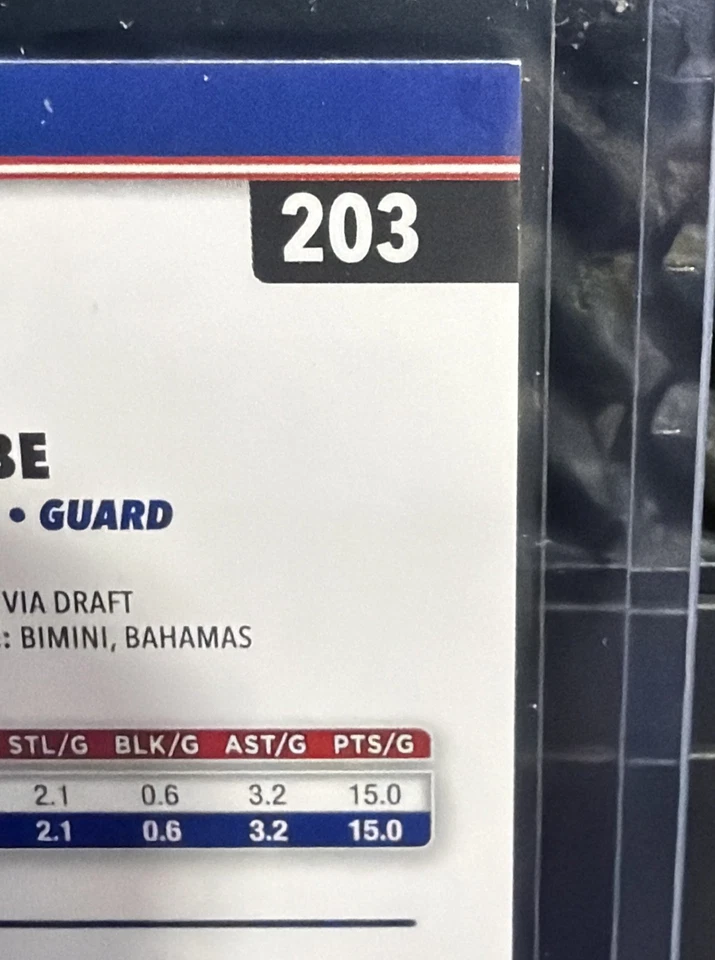 203
BE
• GUARD
VIA DRAFT
: BIMINI, BAHAMAS
STL/G BLK/G AST/G PTS/G
2.1 0.6 3.2 15.0
2.1 0.6 3.2 15.0